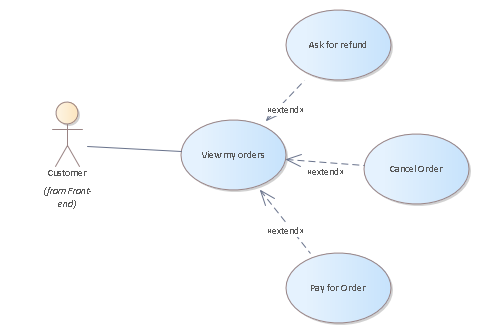 Ask for refund
«extend»
View my orders
Cancel Order
«extend»
Customer
(from Front-
end)
«extend»
Pay for Order